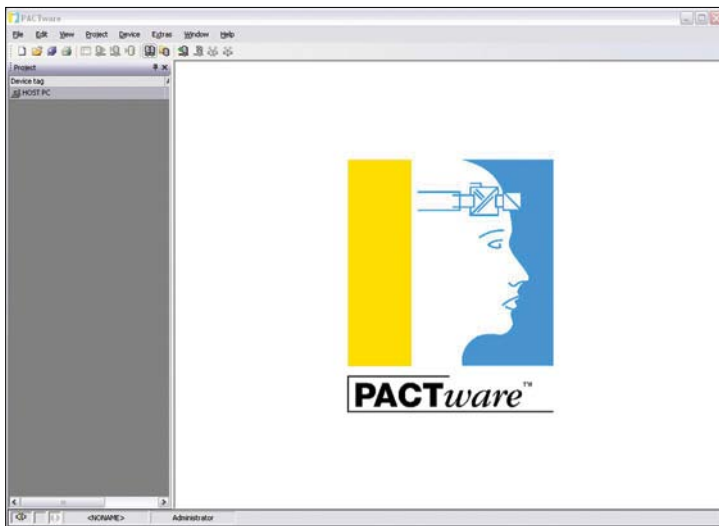 PACTware
File Edit View Project Device Extras Window Help
Project
Device tag
HOST PC
PACTware™
<NONAME> Administrator